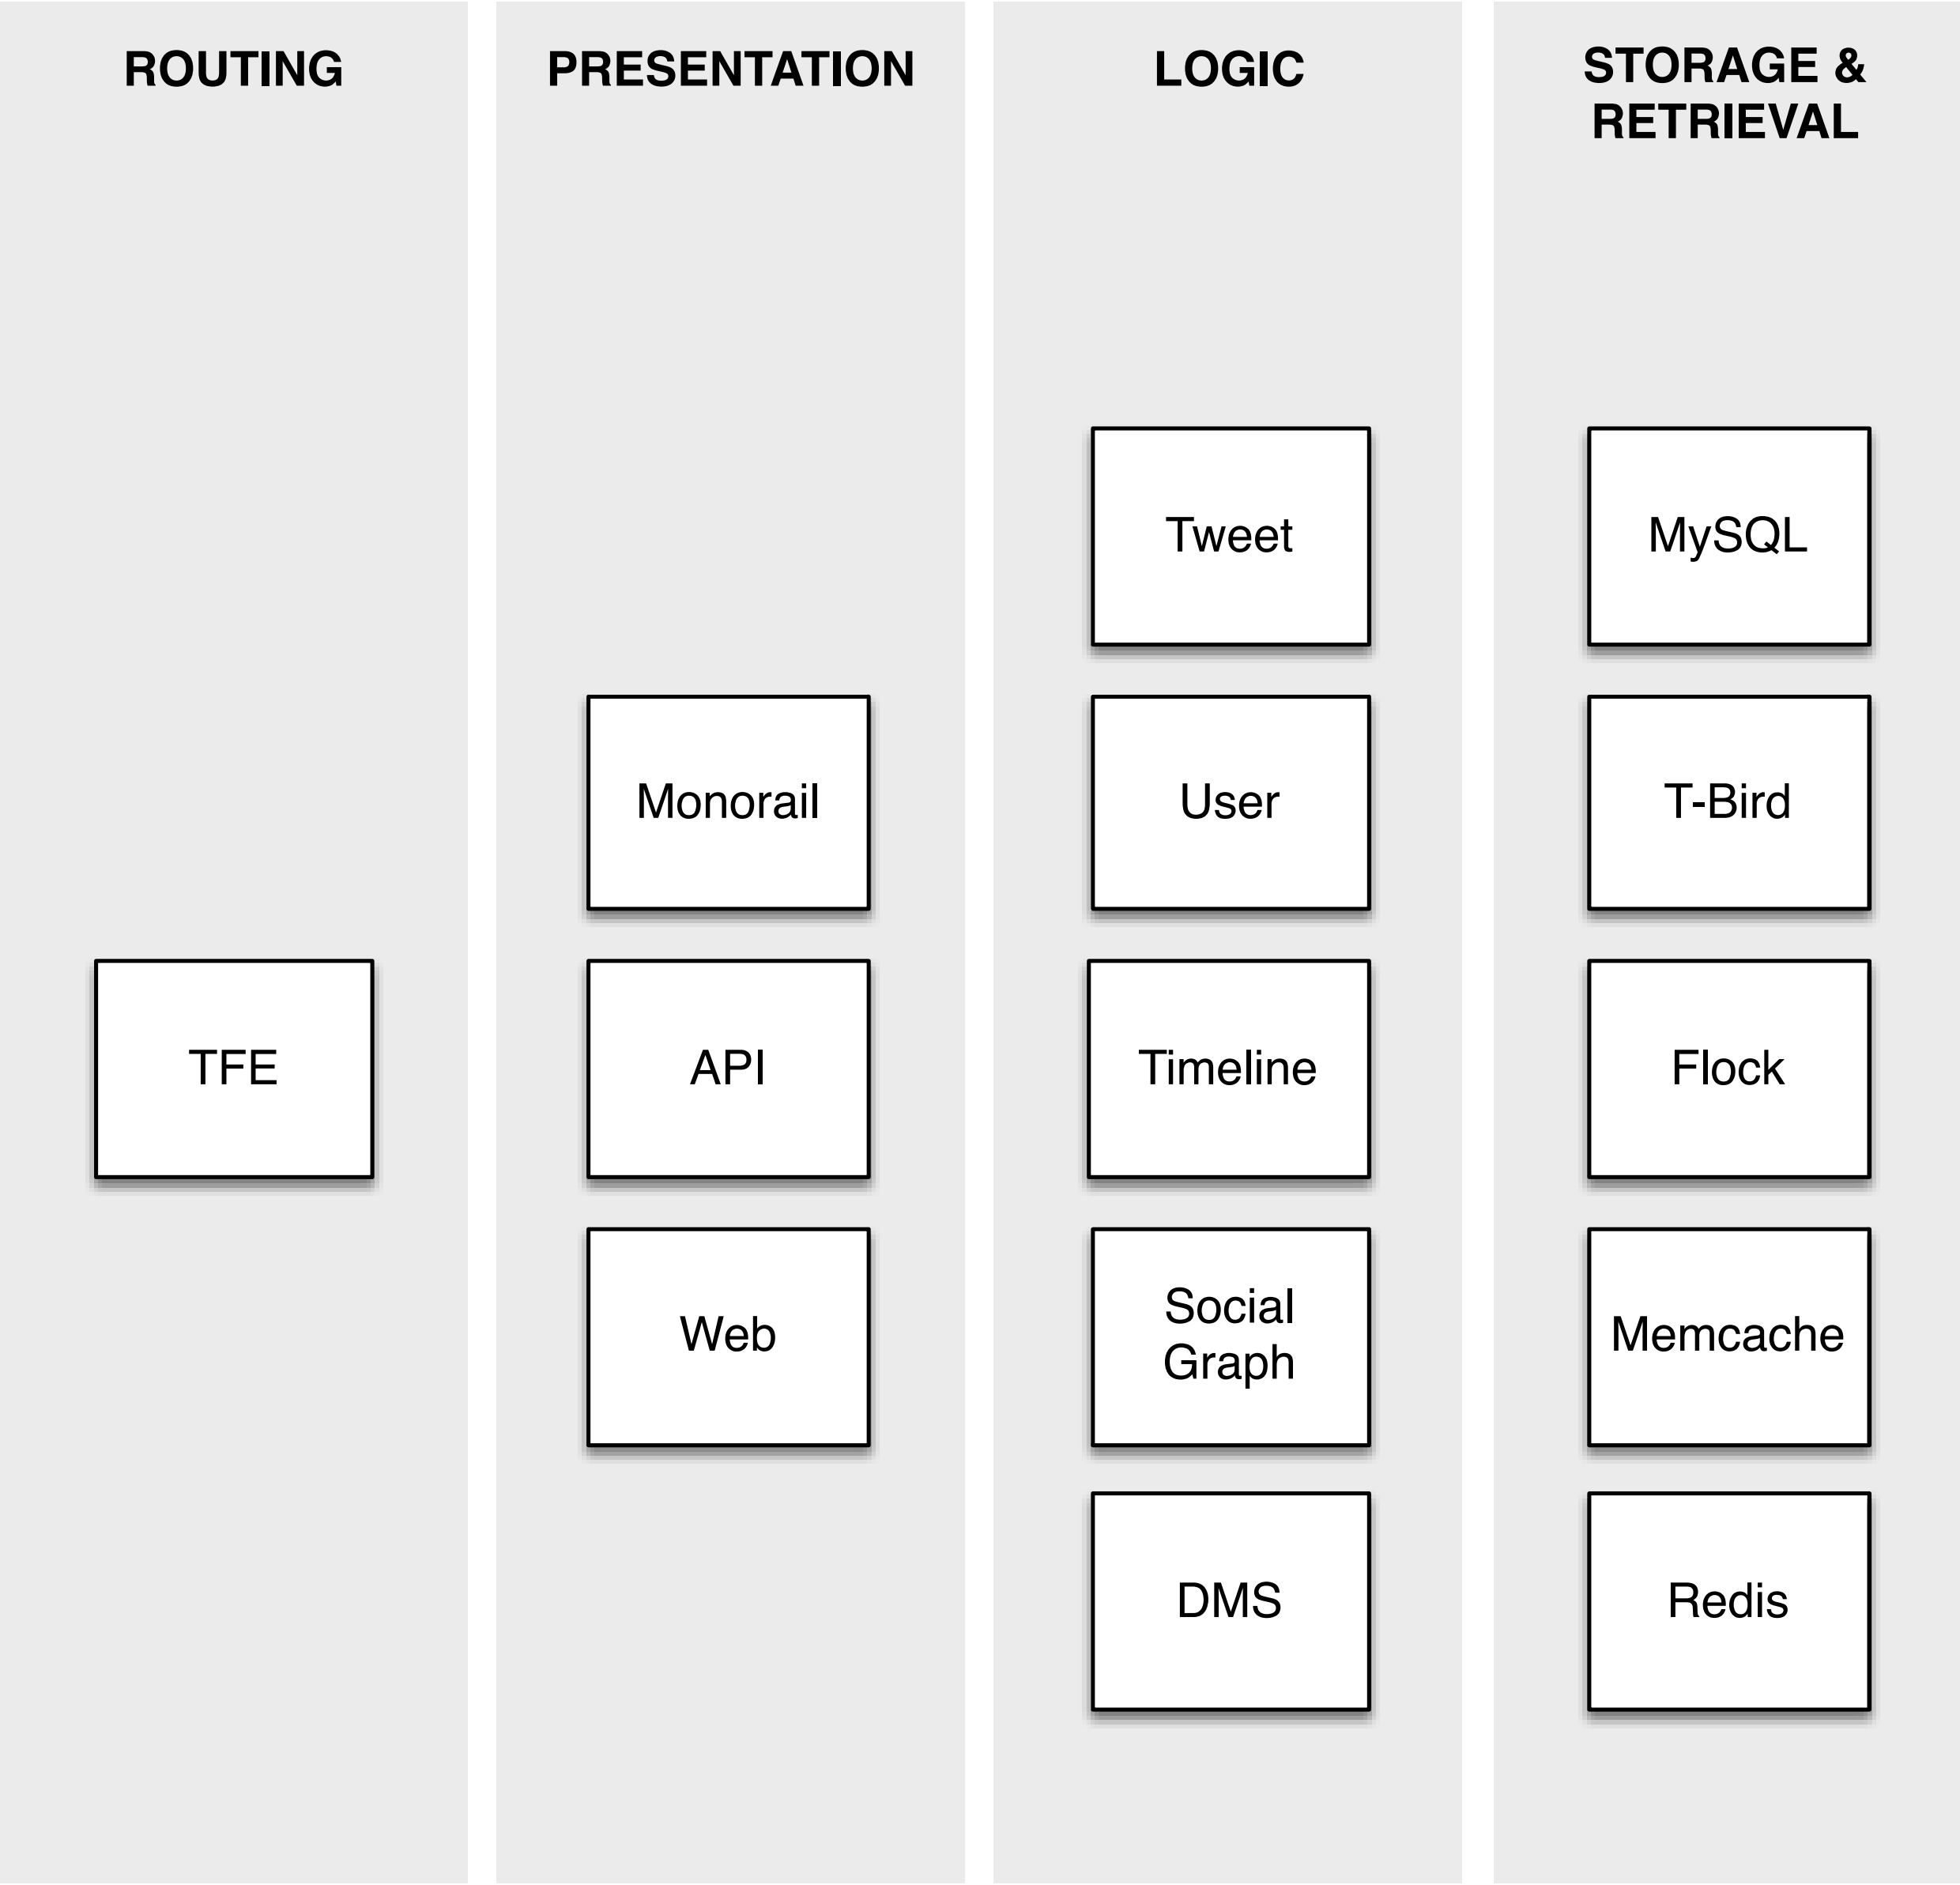 ROUTING
PRESENTATION
LOGIC
STORAGE &
RETRIEVAL
TFE
Monorail
API
Web
Tweet
User
Timeline
Social
Graph
DMS
MySQL
T-Bird
Flock
Memcache
Redis